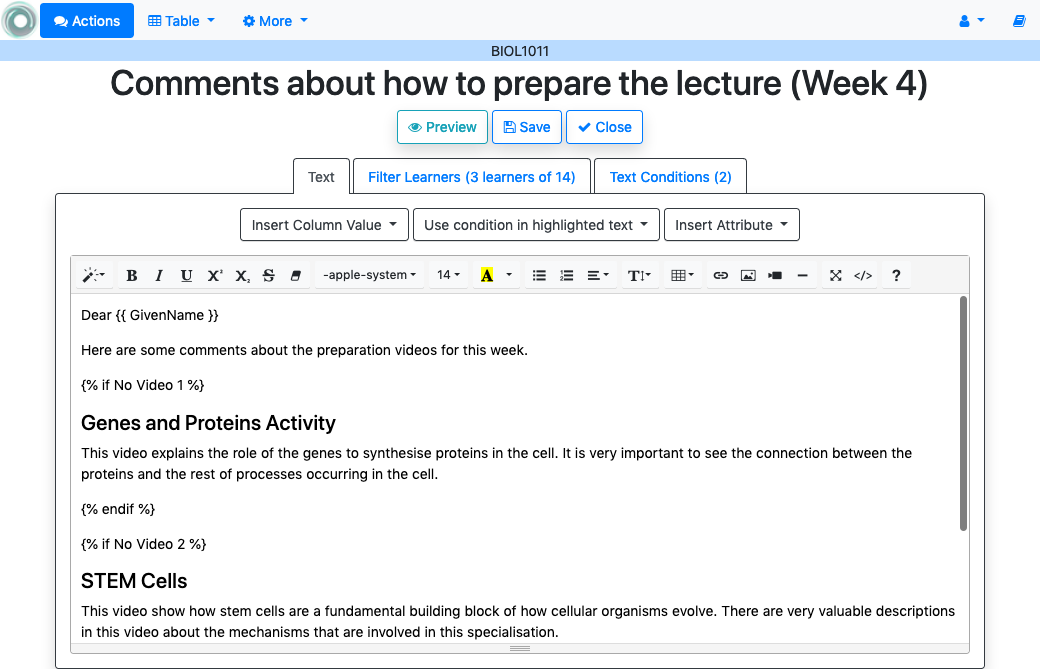 Actions Table More
BIOL1011
Comments about how to prepare the lecture (Week 4)
Preview Save Close
Text Filter Learners (3 learners of 14) Text Conditions (2)
Insert Column Value Use condition in highlighted text Insert Attribute
B I U X² X₂ S -apple-system 14 A T </> ?
Dear {{ GivenName }}
Here are some comments about the preparation videos for this week.
{% if No Video 1 %}
Genes and Proteins Activity
This video explains the role of the genes to synthesise proteins in the cell. It is very important to see the connection between the
proteins and the rest of processes occurring in the cell.
{% endif %}
{% if No Video 2 %}
STEM Cells
This video show how stem cells are a fundamental building block of how cellular organisms evolve. There are very valuable descriptions
in this video about the mechanisms that are involved in this specialisation.